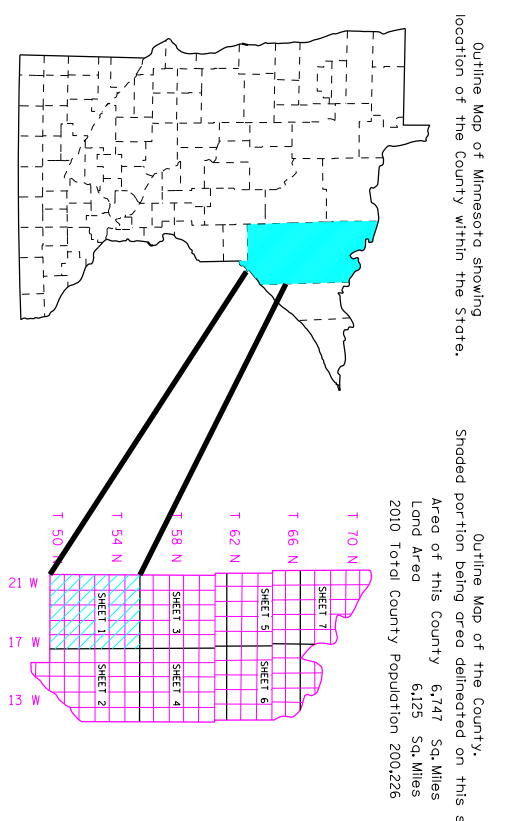 Outline Map of Minnesota showing
location of the County within the State.
Outline Map of the County.
Shaded portion being area delineated on this s
Area of this County 6,747 Sq. Miles
Land Area 6,125 Sq. Miles
2010 Total County Population 200,226
T 70 N
T 66 N
T 62 N
T 58 N
T 54 N
T 50 N
SHEET 7
SHEET 5
SHEET 6
SHEET 3
SHEET 4
SHEET 1
SHEET 2
21 W
17 W
13 W